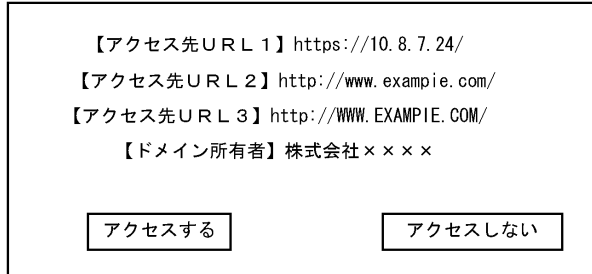 【アクセス先URL1】https://10.8.7.24/
【アクセス先URL2】http://www.exampie.com/
【アクセス先URL3】http://WWW.EXAMPIE.COM/
【ドメイン所有者】株式会社××××
アクセスする
アクセスしない